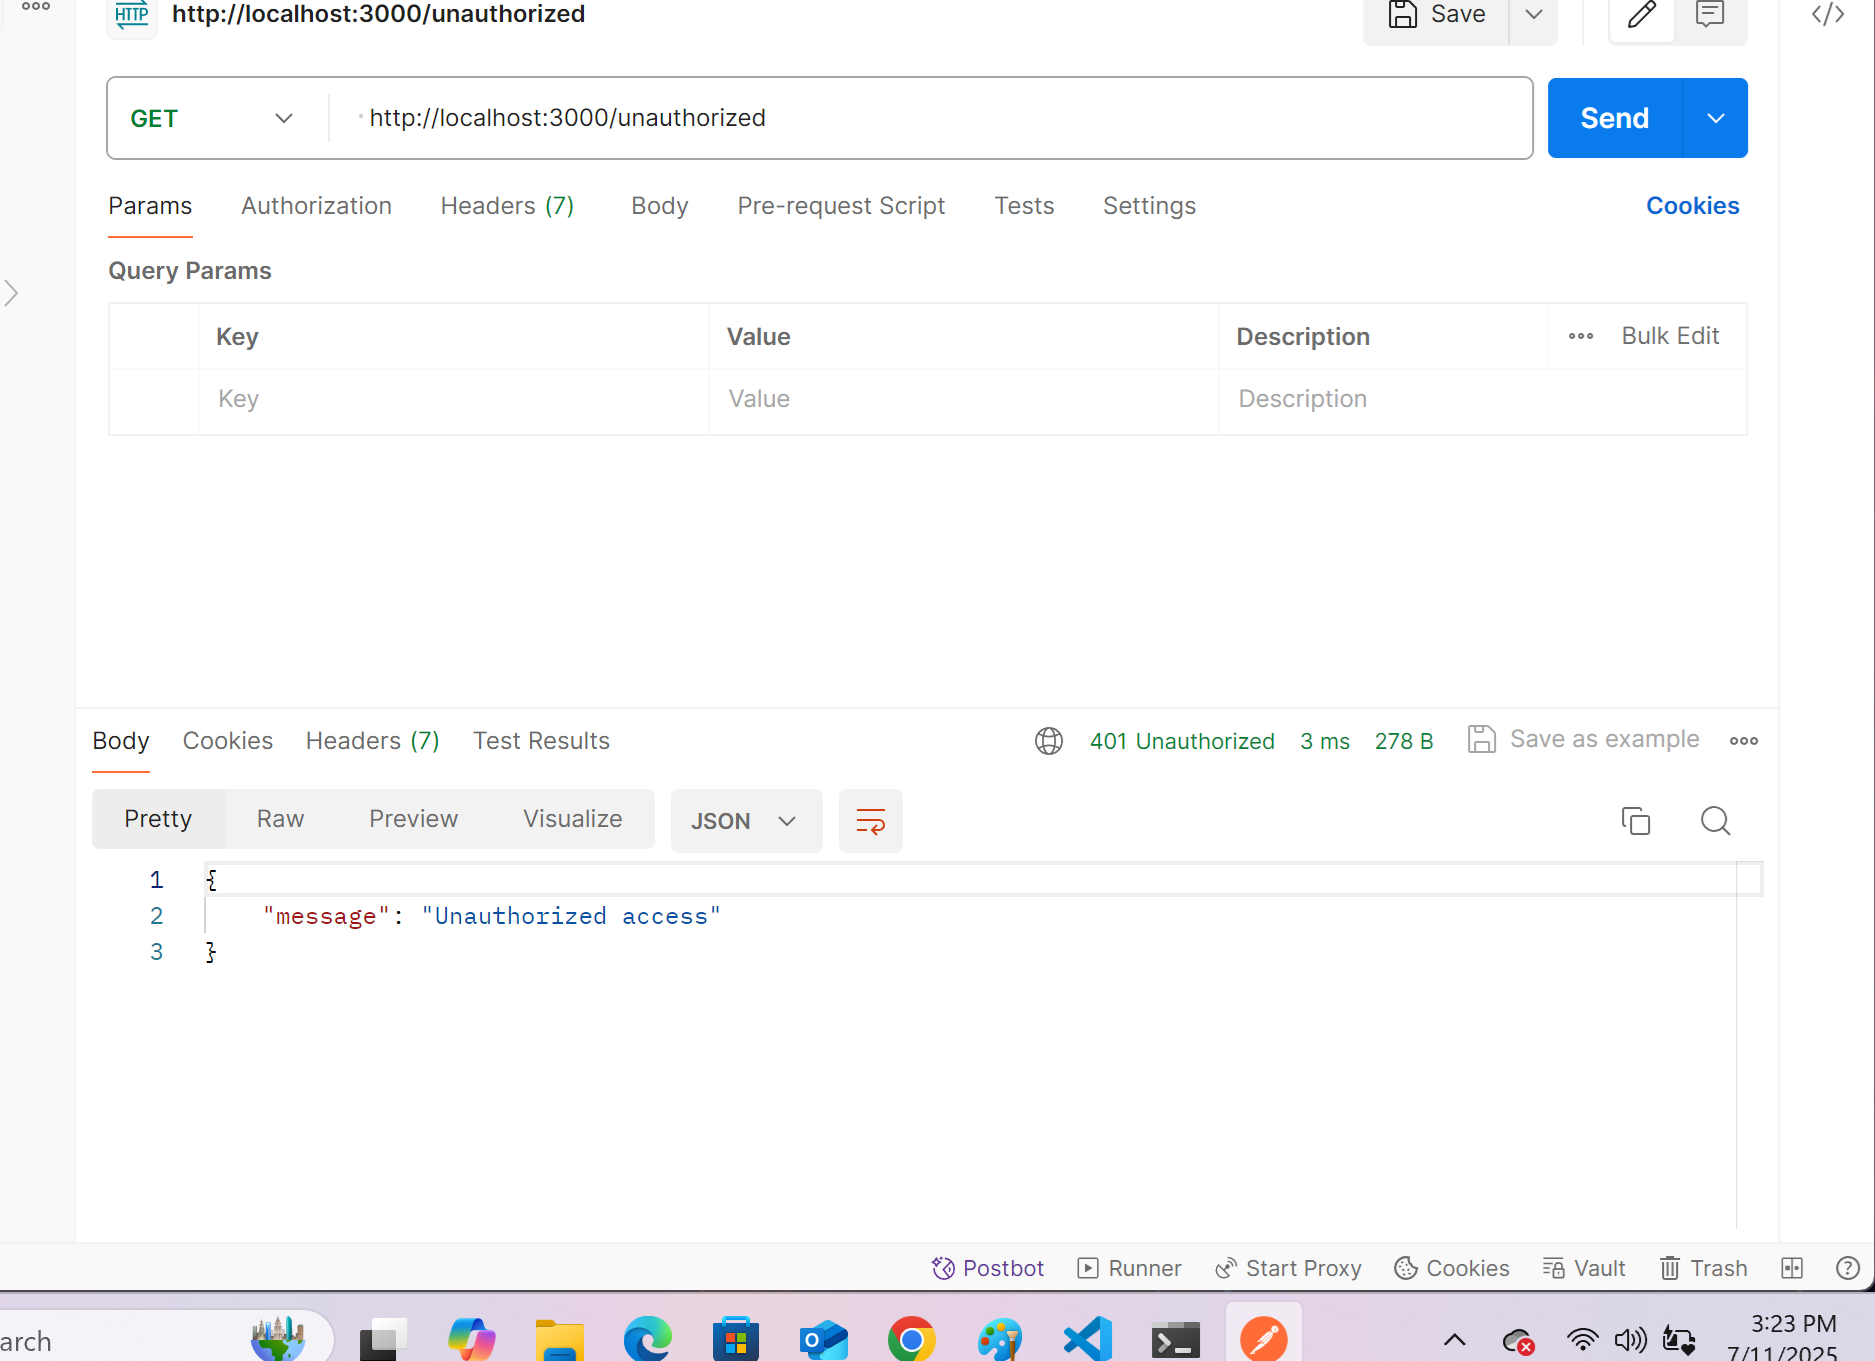 HTTP http://localhost:3000/unauthorized Save
GET http://localhost:3000/unauthorized Send
Params Authorization Headers (7) Body Pre-request Script Tests Settings Cookies
Query Params
Key Value Description Bulk Edit
Key Value Description
Body Cookies Headers (7) Test Results 401 Unauthorized 3 ms 278 B Save as example
Pretty Raw Preview Visualize JSON
1 {
2 "message": "Unauthorized access"
3 }
Postbot Runner Start Proxy Cookies Vault Trash
arch 3:23 PM
7/11/2025